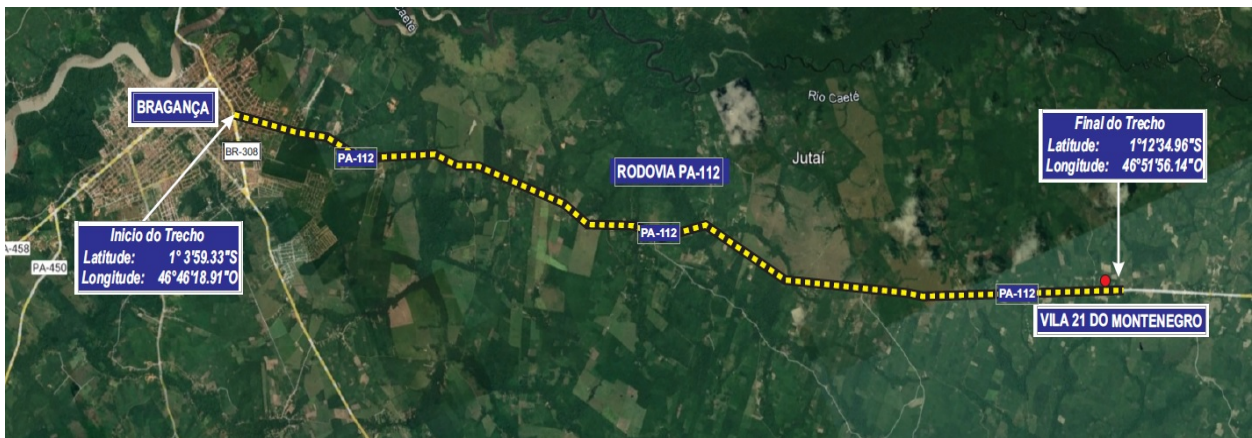 Caeté
BRAGANÇA
Rio Caeté
BR-308
PA-112
Jutaí
RODOVIA PA-112
Final do Trecho
Latitude: 1°12'34.96"S
Longitude: 46°51'56.14"O
Inicio do Trecho
Latitude: 1° 3'59.33"S
Longitude: 46°46'18.91"O
PA-112
A-458
PA-450
PA-112
VILA 21 DO MONTENEGRO